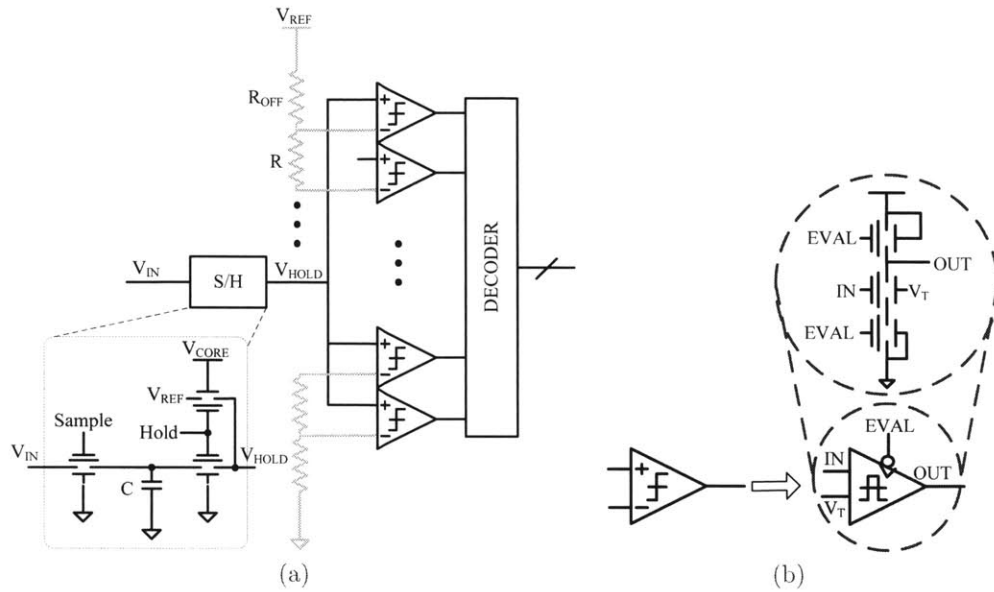 V_REF
R_OFF
R
+
−
+
−
V_IN
S/H
V_HOLD
DECODER
+
−
+
−
V_CORE
V_REF
Sample
Hold
V_IN
V_HOLD
C
(a)
EVAL
OUT
IN
V_T
EVAL
EVAL
IN
OUT
V_T
+
−
(b)